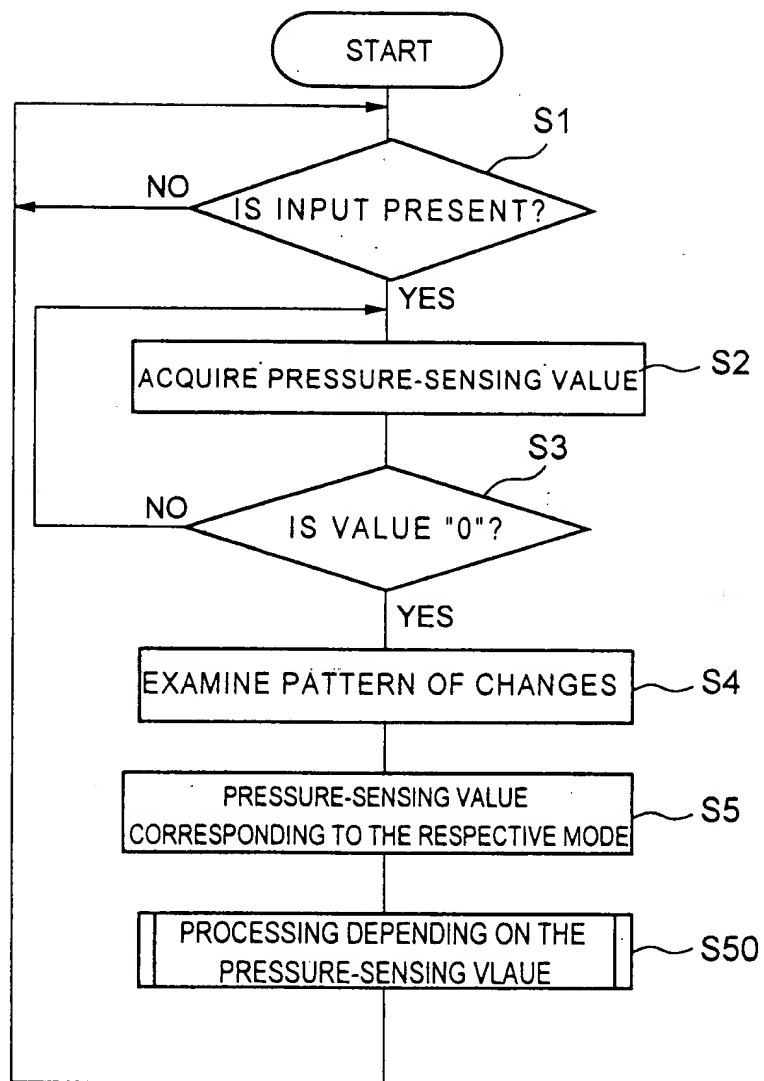 START
S1
NO
IS INPUT PRESENT?
YES
ACQUIRE PRESSURE-SENSING VALUE
S2
S3
NO
IS VALUE "0"?
YES
EXAMINE PATTERN OF CHANGES
S4
PRESSURE-SENSING VALUE
CORRESPONDING TO THE RESPECTIVE MODE
S5
PROCESSING DEPENDING ON THE
PRESSURE-SENSING VLAUE
S50